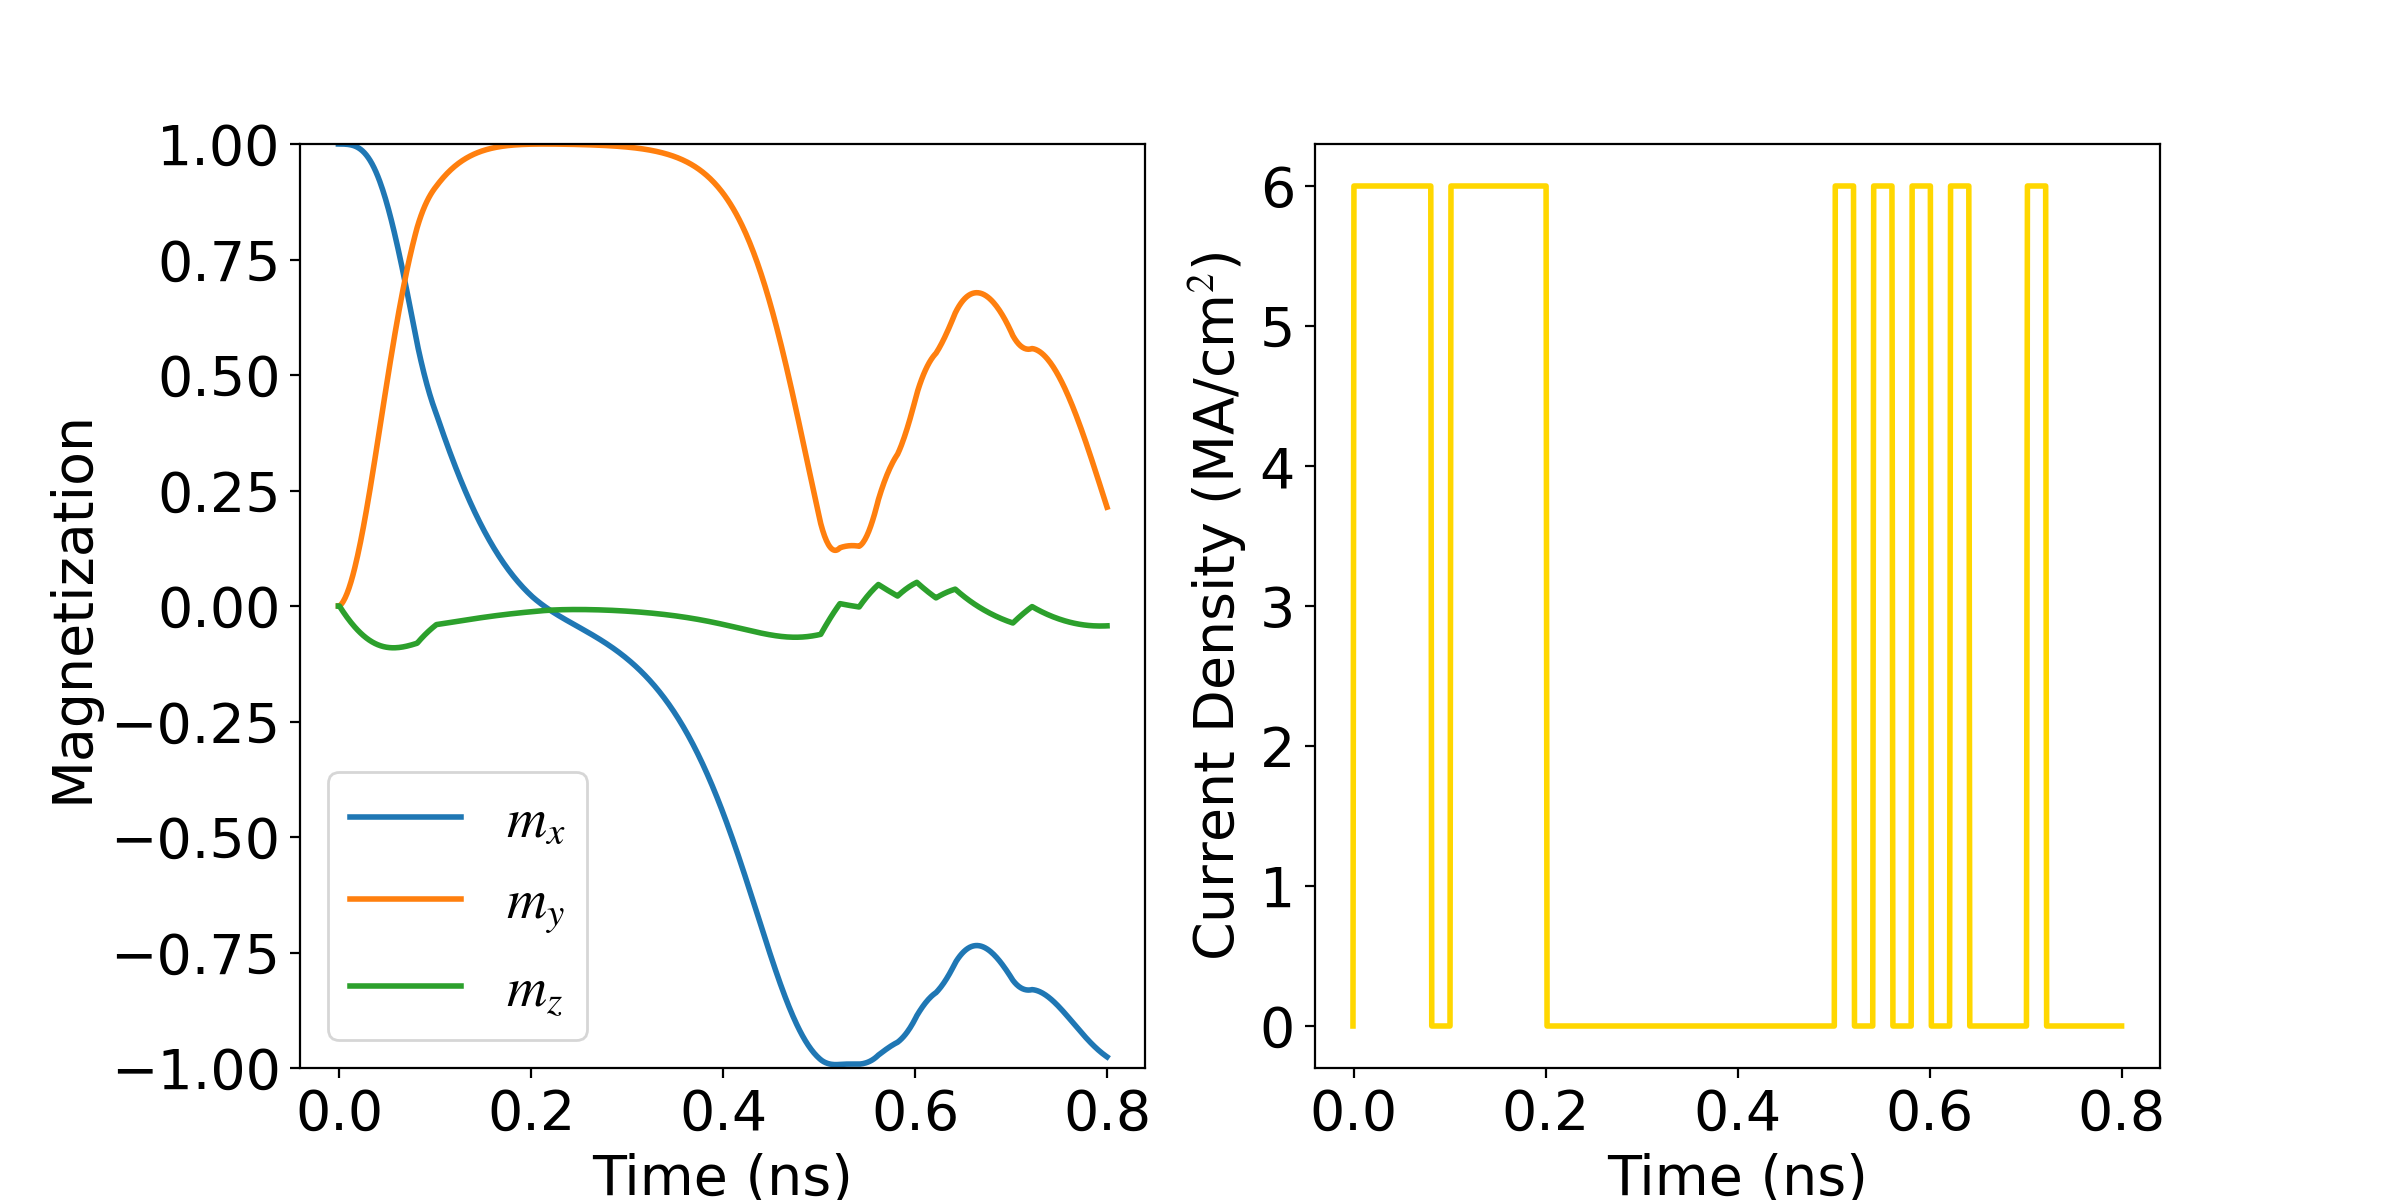 1.00
0.75
0.50
0.25
0.00
−0.25
−0.50
−0.75
−1.00
Magnetization
m_x
m_y
m_z
0.0 0.2 0.4 0.6 0.8
Time (ns)
6
5
4
3
2
1
0
Current Density (MA/cm²)
0.0 0.2 0.4 0.6 0.8
Time (ns)